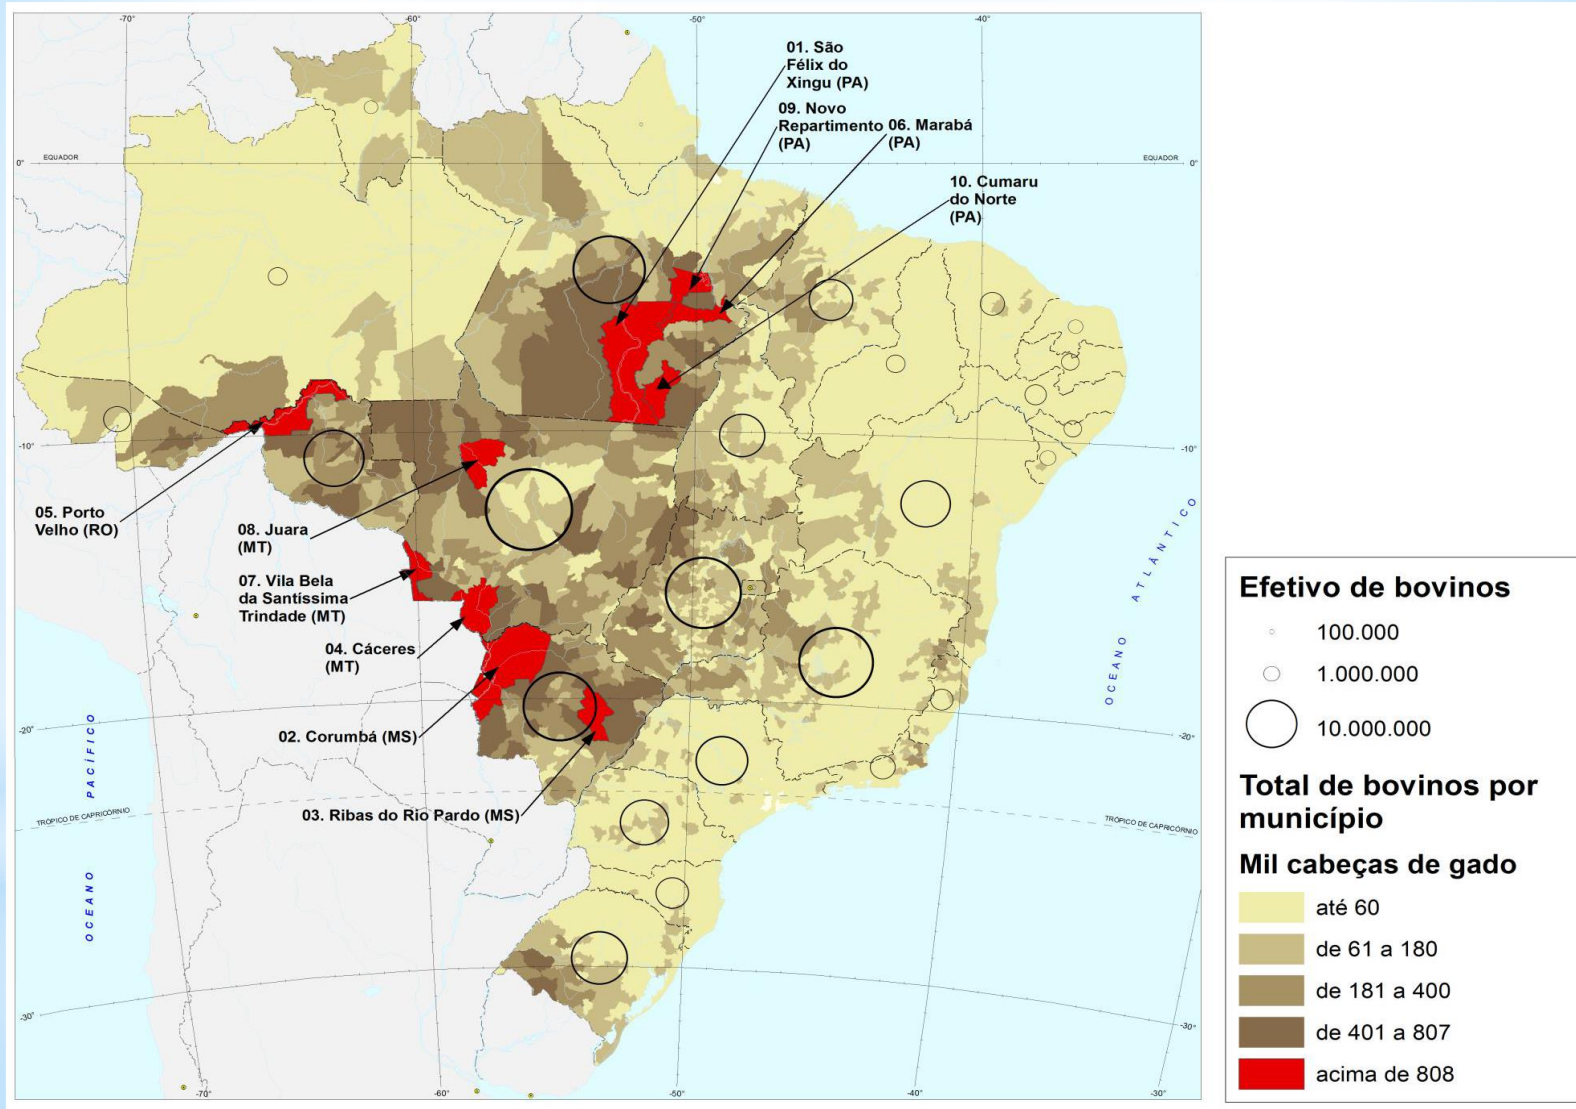 -70°
-60°
-50°
-40°
01. São
Félix do
Xingu (PA)
09. Novo
Repartimento
(PA)
06. Marabá
(PA)
10. Cumaru
do Norte
(PA)
EQUADOR
EQUADOR
0°
0°
-10°
-10°
05. Porto
Velho (RO)
08. Juara
(MT)
07. Vila Bela
da Santíssima
Trindade (MT)
04. Cáceres
(MT)
02. Corumbá (MS)
03. Ribas do Rio Pardo (MS)
OCEANO ATLÂNTICO
OCEANO PACÍFICO
-20°
-20°
TRÓPICO DE CAPRICÓRNIO
TRÓPICO DE CAPRICÓRNIO
-30°
-30°
-70°
-60°
-50°
-40°
-30°
Efetivo de bovinos
100.000
1.000.000
10.000.000
Total de bovinos por
município
Mil cabeças de gado
até 60
de 61 a 180
de 181 a 400
de 401 a 807
acima de 808